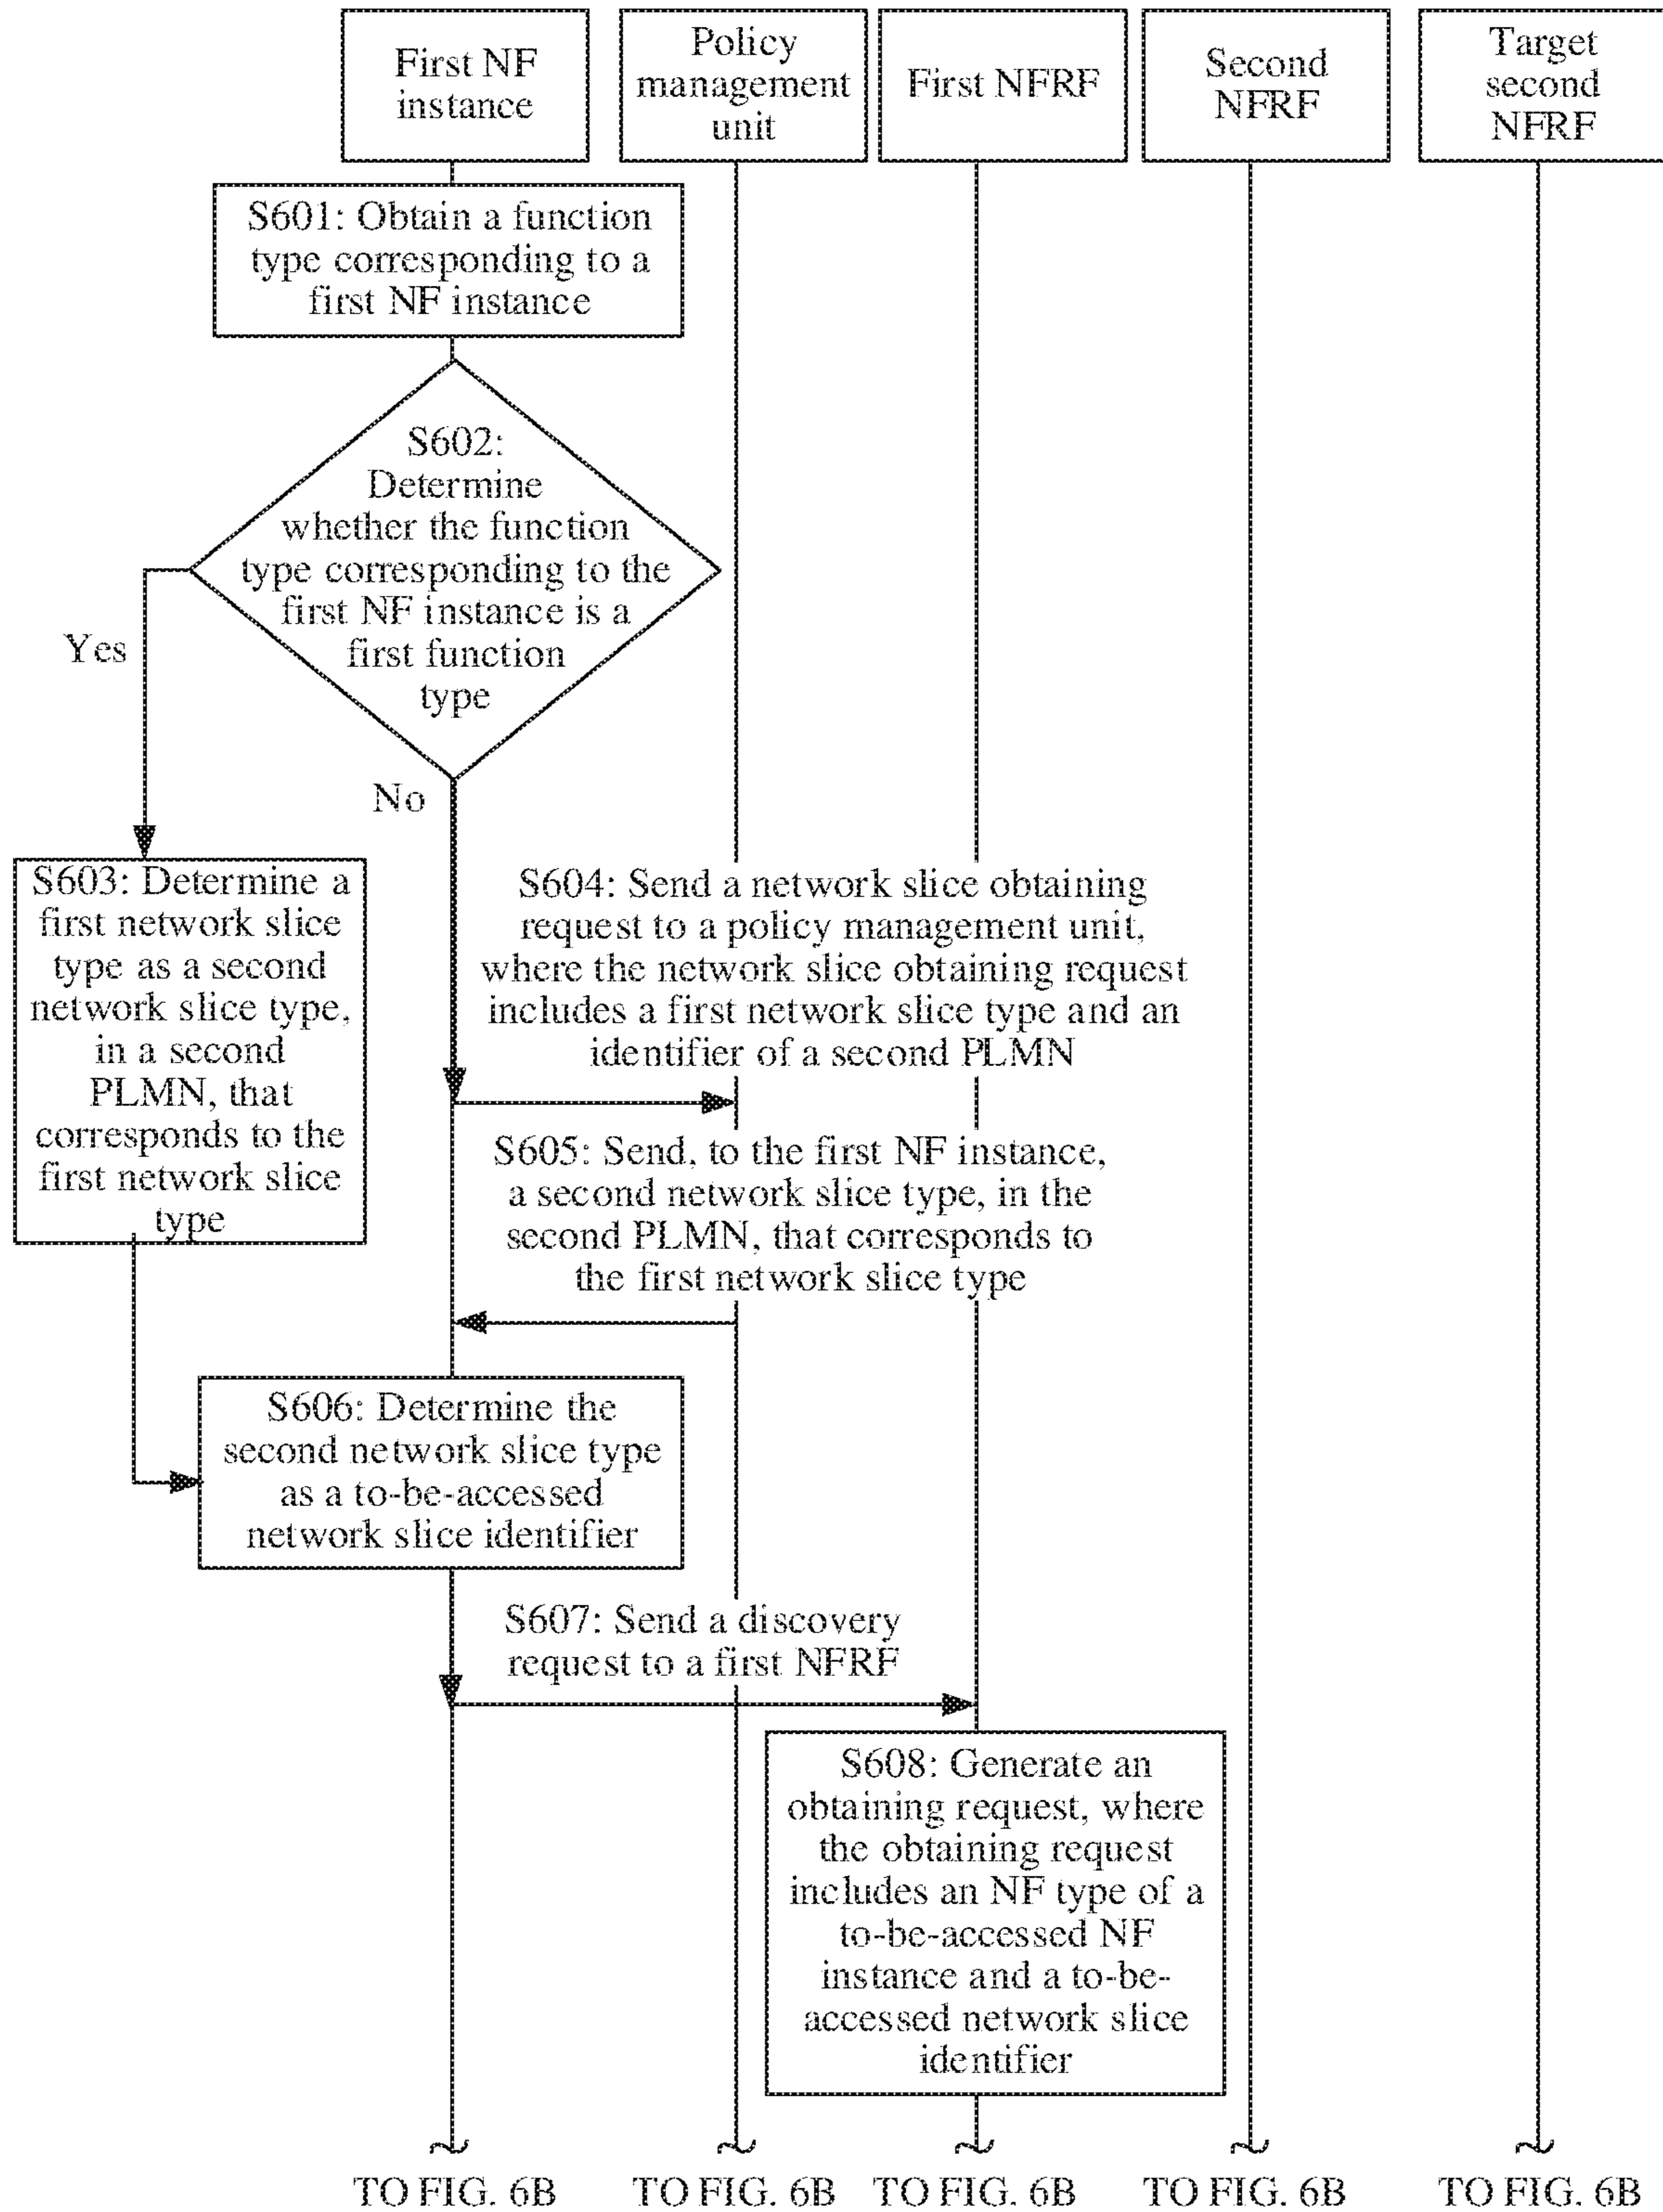 First NF
instance
Policy
management
unit
First NFRF
Second
NFRF
Target
second
NFRF
S601: Obtain a function
type corresponding to a
first NF instance
S602:
Determine
whether the function
type corresponding to the
first NF instance is a
first function
type
Yes
No
S603: Determine a
first network slice
type as a second
network slice type,
in a second
PLMN, that
corresponds to the
first network slice
type
S604: Send a network slice obtaining
request to a policy management unit,
where the network slice obtaining request
includes a first network slice type and an
identifier of a second PLMN
S605: Send, to the first NF instance,
a second network slice type, in the
second PLMN, that corresponds to
the first network slice type
S606: Determine the
second network slice type
as a to-be-accessed
network slice identifier
S607: Send a discovery
request to a first NFRF
S608: Generate an
obtaining request, where
the obtaining request
includes an NF type of a
to-be-accessed NF
instance and a to-be-
accessed network slice
identifier
TO FIG. 6B
TO FIG. 6B
TO FIG. 6B
TO FIG. 6B
TO FIG. 6B